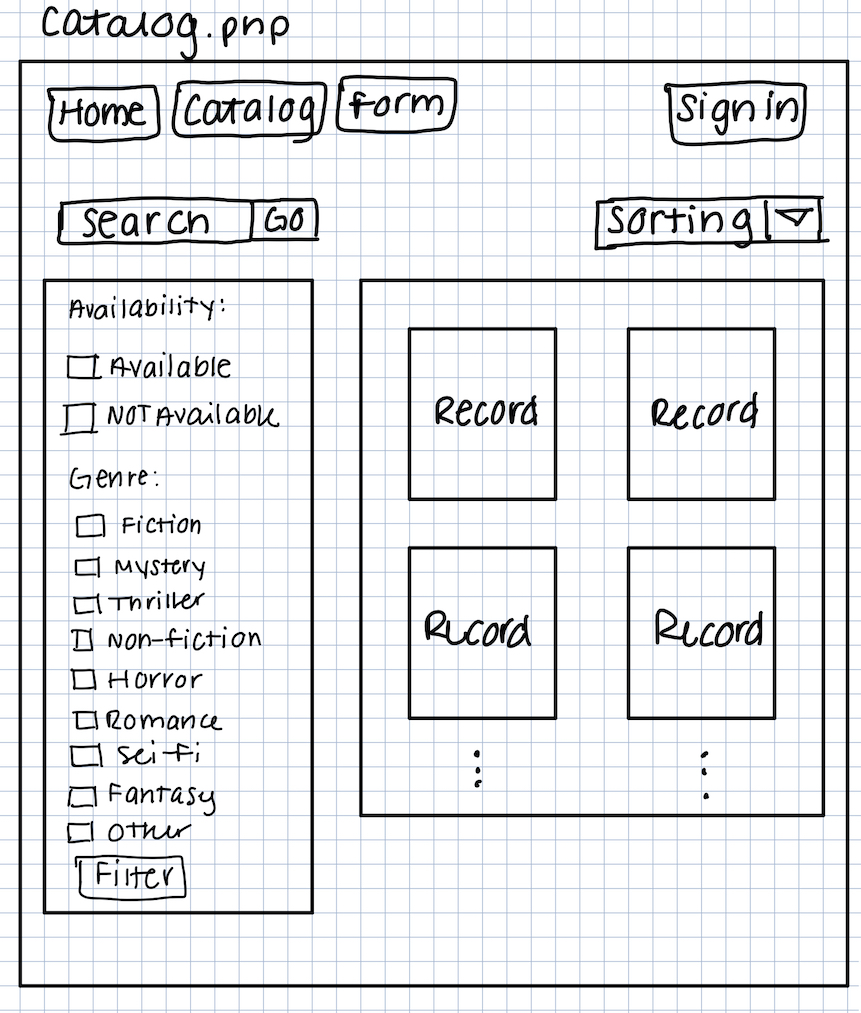 Catalog.php
Home Catalog Form Sign in
Search GO Sorting
Availability:
Available
NOT Available
Genre:
Fiction
Mystery
Thriller
Non-fiction
Horror
Romance
Sci-Fi
Fantasy
Other
Filter
Record Record
Record Record